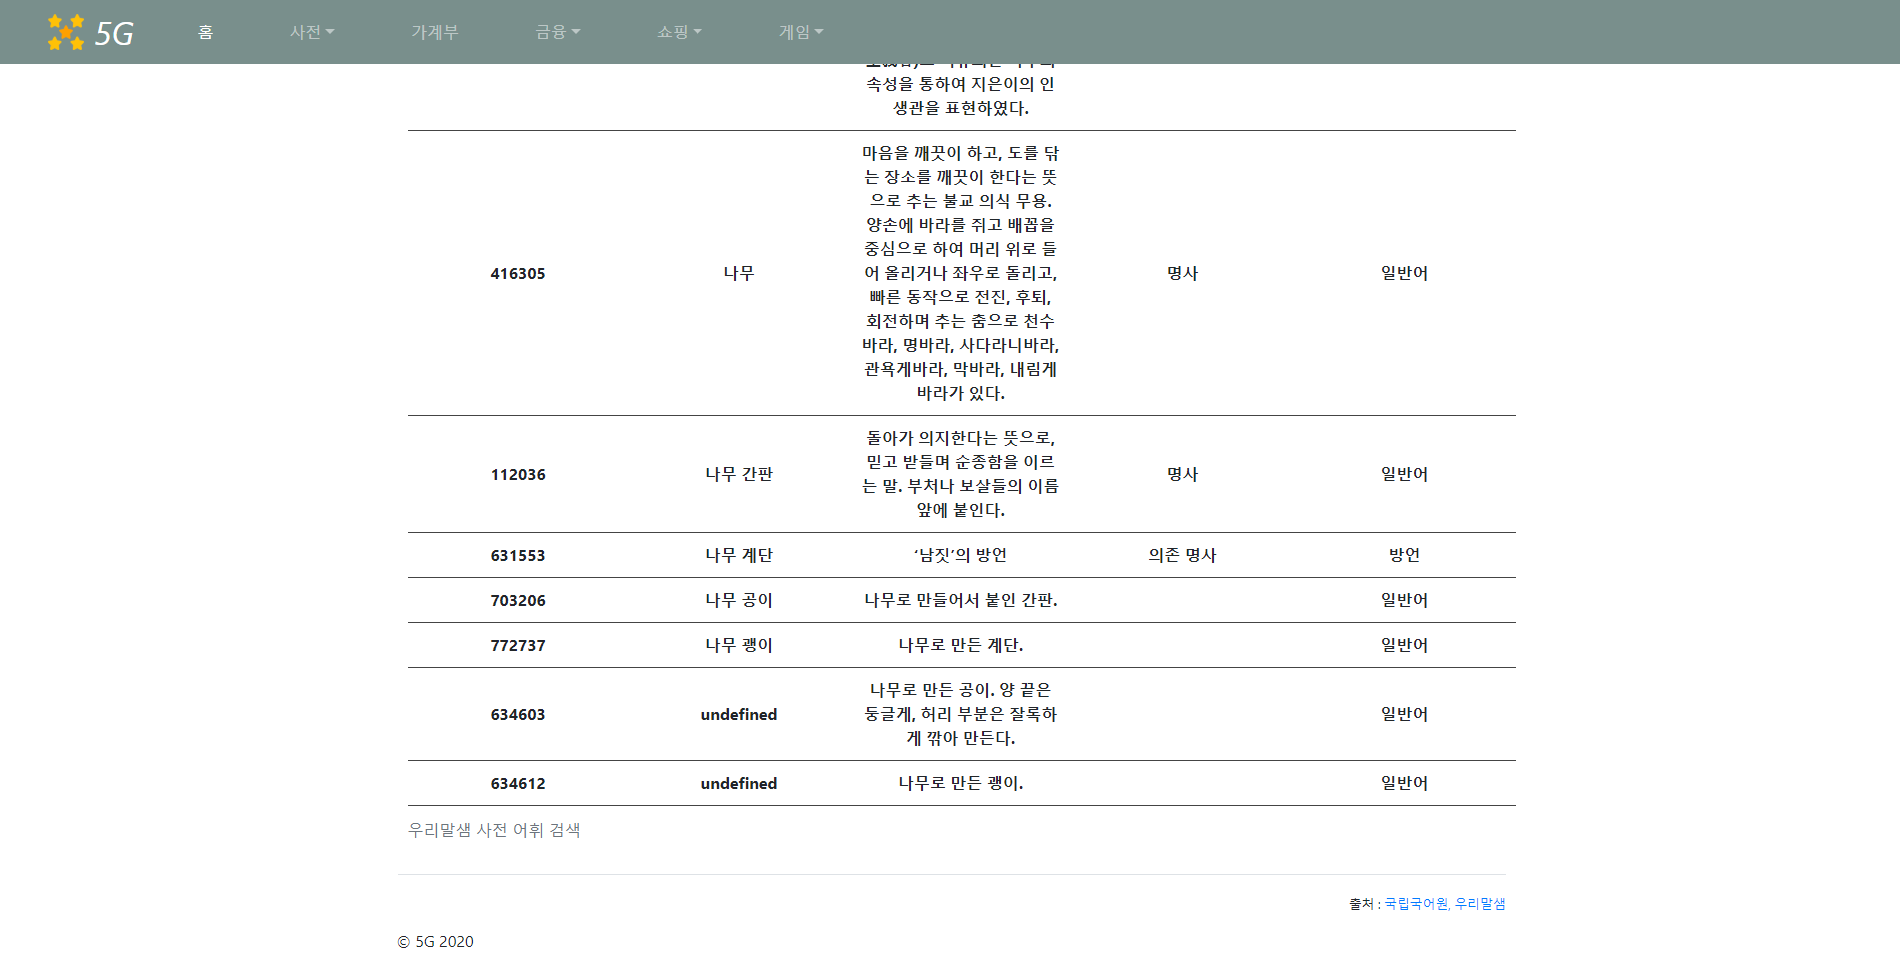 5G 홈 사전 가계부 금융 쇼핑 게임
속성을 통하여 지은이의 인
생관을 표현하였다.
마음을 깨끗이 하고, 도를 닦
는 장소를 깨끗이 한다는 뜻
으로 추는 불교 의식 무용.
양손에 바라를 쥐고 배꼽을
중심으로 하여 머리 위로 들
416305 나무 어 올리거나 좌우로 돌리고, 명사 일반어
빠른 동작으로 전진, 후퇴,
회전하며 추는 춤으로 천수
바라, 명바라, 사다라니바라,
관욕게바라, 막바라, 내림게
바라가 있다.
돌아가 의지한다는 뜻으로,
믿고 받들며 순종함을 이르
112036 나무 간판 명사 일반어
는 말. 부처나 보살들의 이름
앞에 붙인다.
631553 나무 계단 ‘남짓’의 방언 의존 명사 방언
703206 나무 공이 나무로 만들어서 붙인 간판. 일반어
772737 나무 괭이 나무로 만든 계단. 일반어
나무로 만든 공이. 양 끝은
634603 undefined 둥글게, 허리 부분은 잘록하 일반어
게 깎아 만든다.
634612 undefined 나무로 만든 괭이. 일반어
우리말샘 사전 어휘 검색
출처 : 국립국어원, 우리말샘
© 5G 2020